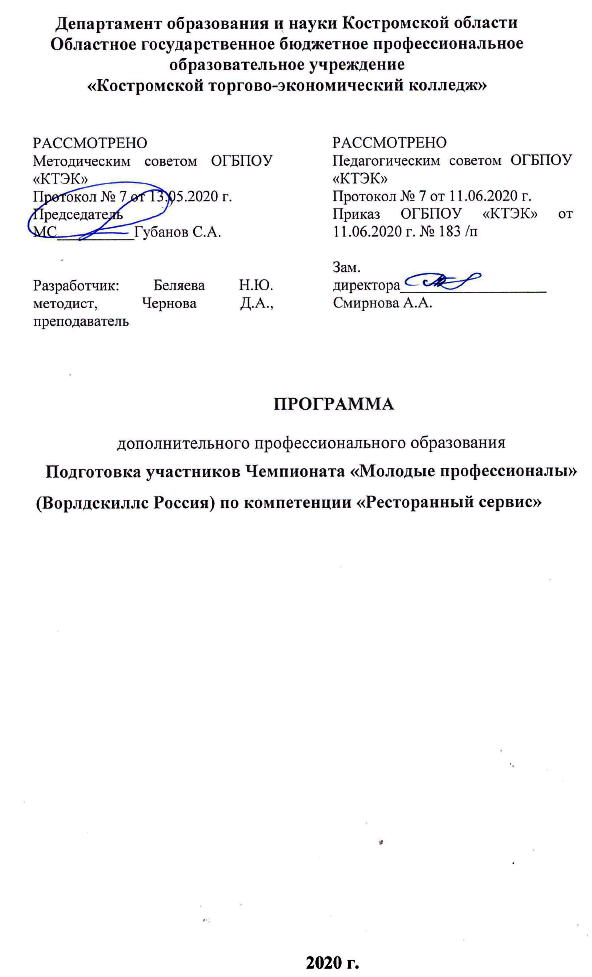 Департамент образования и науки Костромской области
Областное государственное бюджетное профессиональное
образовательное учреждение
«Костромской торгово-экономический колледж»
РАССМОТРЕНО
Методическим советом ОГБПОУ
«КТЭК»
Протокол № 7 от 13.05.2020 г.
Председатель
МС__________Губанов С.А.
Разработчик: Беляева Н.Ю.
методист, Чернова Д.А.,
преподаватель
РАССМОТРЕНО
Педагогическим советом ОГБПОУ
«КТЭК»
Протокол № 7 от 11.06.2020 г.
Приказ ОГБПОУ «КТЭК» от
11.06.2020 г. № 183 /п
Зам.
директора___________________
Смирнова А.А.
ПРОГРАММА
дополнительного профессионального образования
Подготовка участников Чемпионата «Молодые профессионалы»
(Ворлдскиллс Россия) по компетенции «Ресторанный сервис»
2020 г.